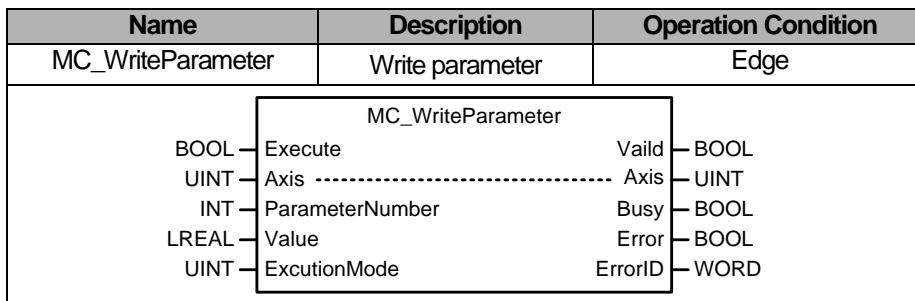 Name Description Operation Condition
MC_WriteParameter Write parameter Edge
MC_WriteParameter
BOOL Execute Vaild BOOL
UINT Axis Axis UINT
INT ParameterNumber Busy BOOL
LREAL Value Error BOOL
UINT ExcutionMode ErrorID WORD